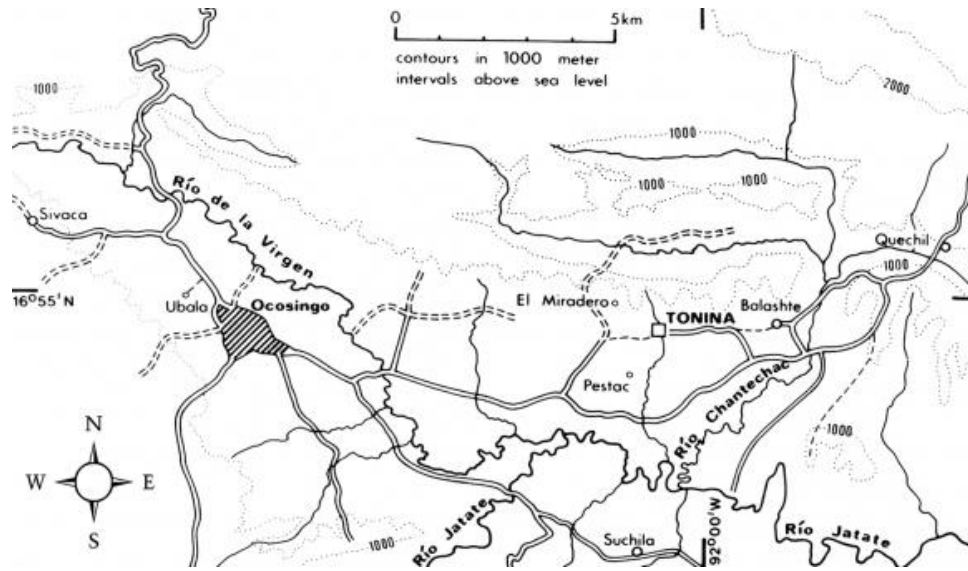 0 5km
contours in 1000 meter
intervals above sea level
1000
2000
1000
1000
1000
Río de la Virgen
Sivaca
Quechil
1000
16°55'N
Ubala
Ocosingo
El Miradero
Balashte
TONINA
Pestac
Río Chantechac
1000
N
W E
S
Río Jatate
1000
Suchila
92°00'W
Río Jatate